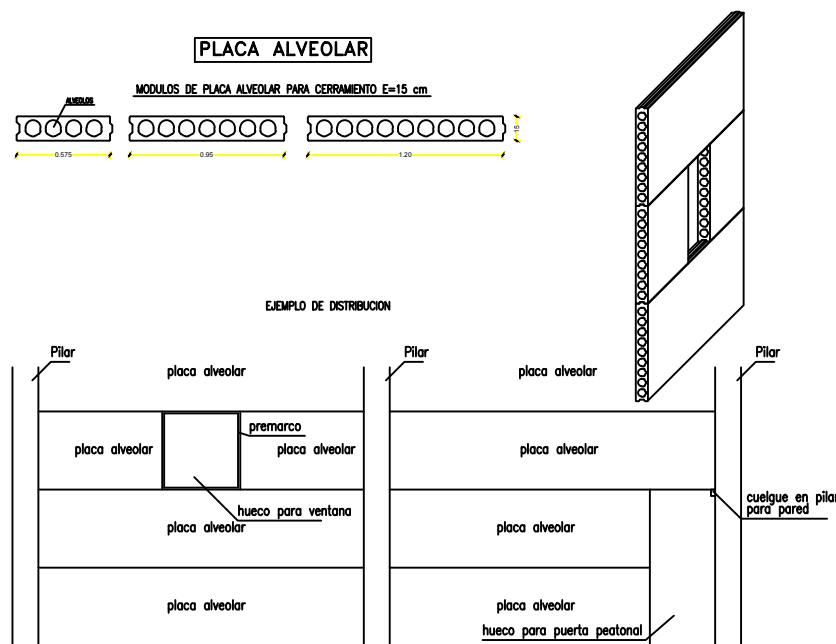 PLACA ALVEOLAR
MODULOS DE PLACA ALVEOLAR PARA CERRAMIENTO E=15 cm
ALVEOLOS
15
0.575
0.95
1.20
EJEMPLO DE DISTRIBUCION
Pilar
Pilar
Pilar
placa alveolar
placa alveolar
premarco
placa alveolar
placa alveolar
placa alveolar
cuelgue en pilar
para pared
hueco para ventana
placa alveolar
placa alveolar
placa alveolar
placa alveolar
hueco para puerta peatonal